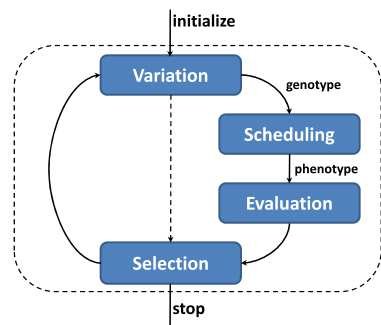 initialize
Variation
genotype
Scheduling
phenotype
Evaluation
Selection
stop